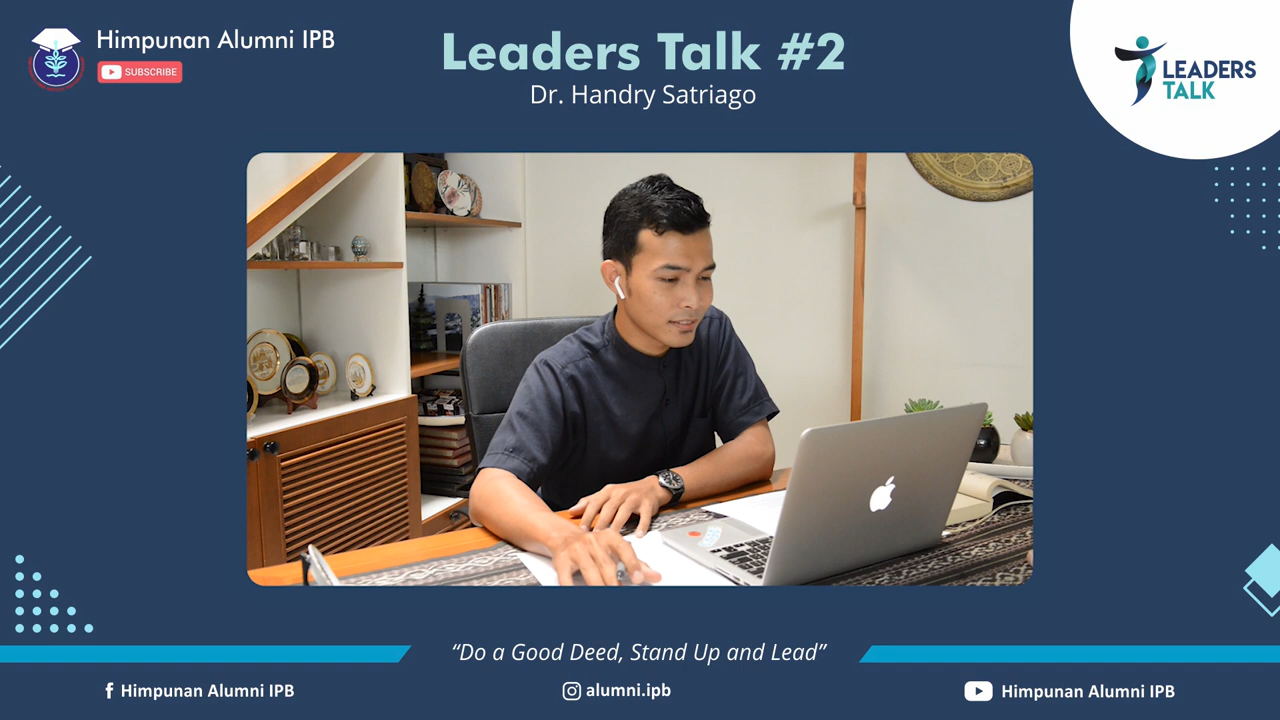 Himpunan Alumni IPB
SUBSCRIBE
Leaders Talk #2
Dr. Handry Satriago
LEADERS
TALK
“Do a Good Deed, Stand Up and Lead”
Himpunan Alumni IPB
alumni.ipb
Himpunan Alumni IPB